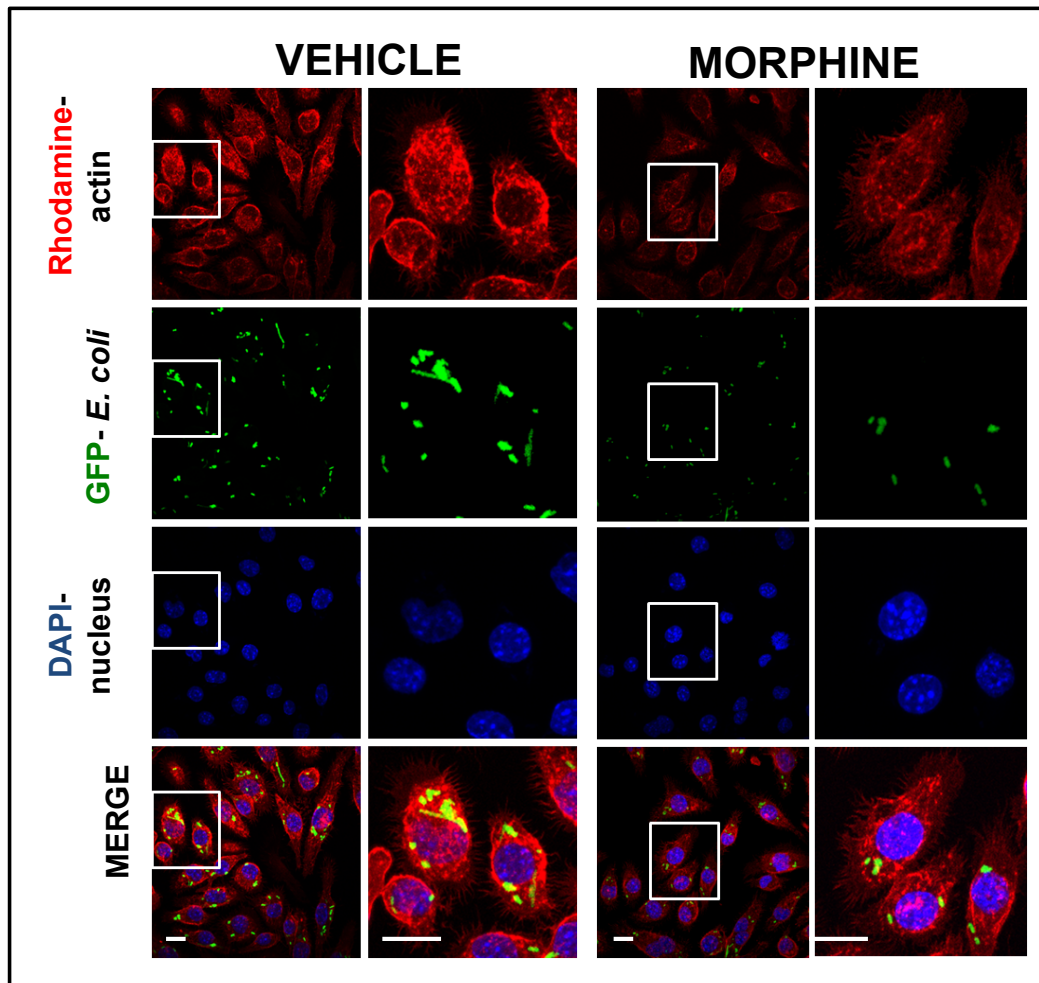 VEHICLE
MORPHINE
Rhodamine-
actin
GFP- E. coli
DAPI-
nucleus
MERGE